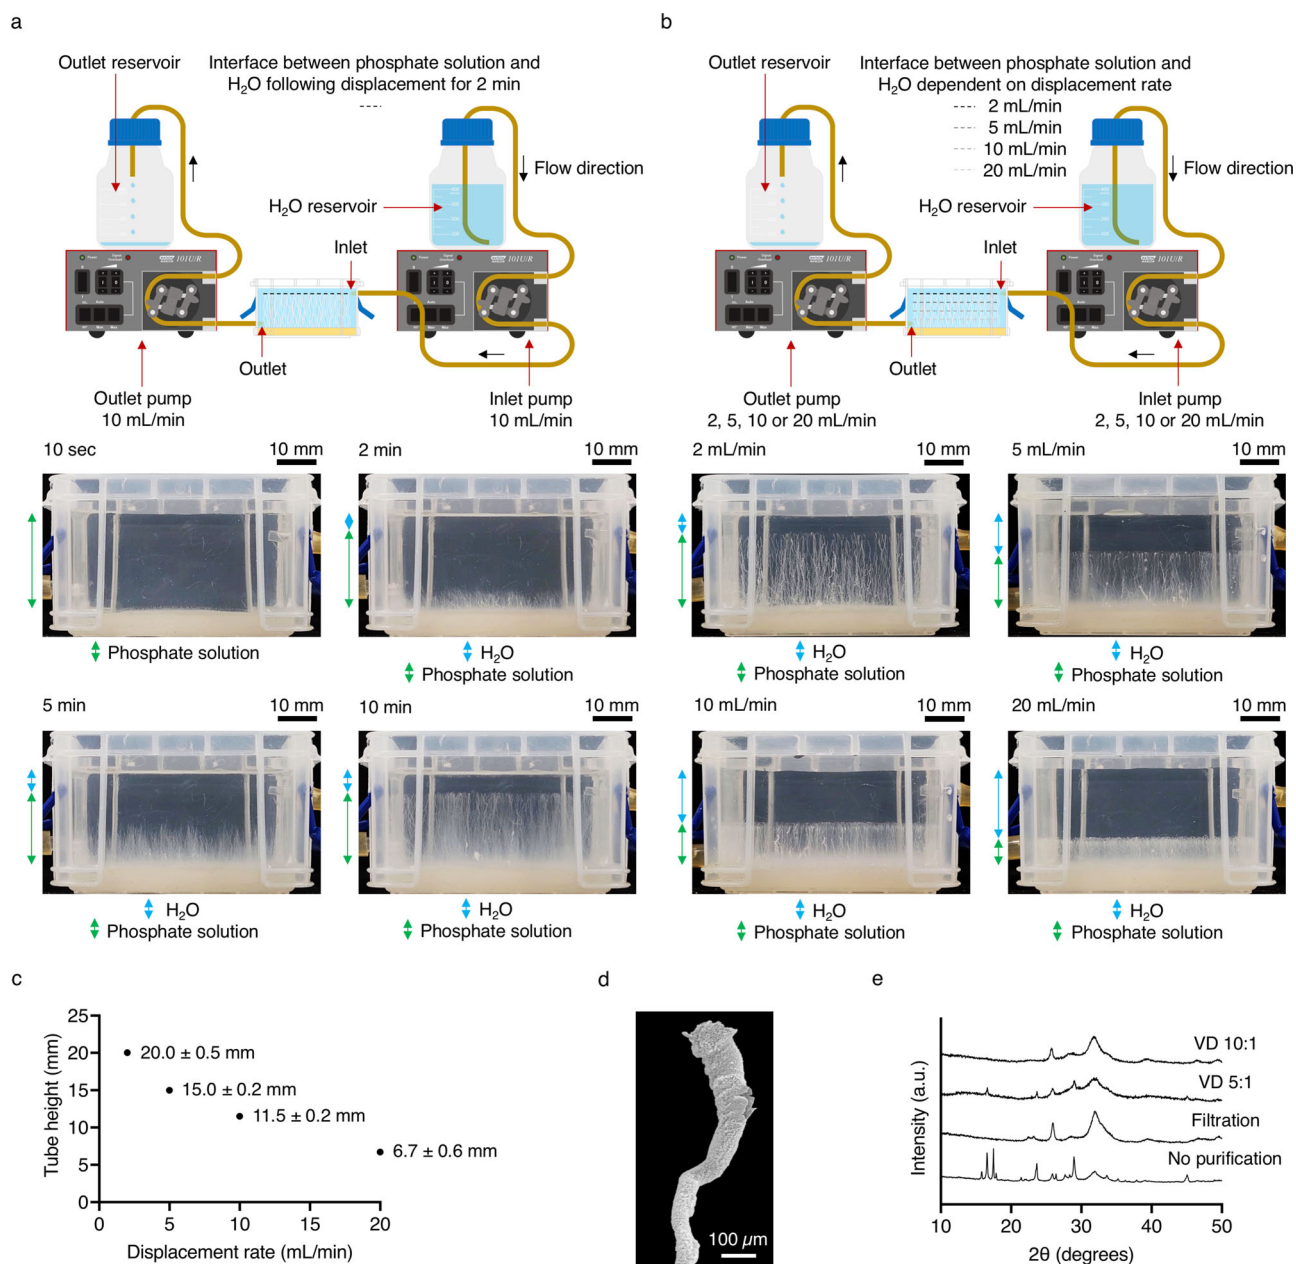 a
Outlet reservoir
Interface between phosphate solution and
H₂O following displacement for 2 min
Flow direction
H₂O reservoir
Inlet
101U/R
101U/R
Outlet
Outlet pump
10 mL/min
Inlet pump
10 mL/min
10 sec
10 mm
2 min
10 mm
Phosphate solution
H₂O
Phosphate solution
5 min
10 mm
10 min
10 mm
H₂O
Phosphate solution
H₂O
Phosphate solution
b
Outlet reservoir
Interface between phosphate solution and
H₂O dependent on displacement rate
2 mL/min
5 mL/min
10 mL/min
20 mL/min
Flow direction
H₂O reservoir
Inlet
101U/R
101U/R
Outlet
Outlet pump
2, 5, 10 or 20 mL/min
Inlet pump
2, 5, 10 or 20 mL/min
2 mL/min
10 mm
5 mL/min
10 mm
H₂O
Phosphate solution
H₂O
Phosphate solution
10 mL/min
10 mm
20 mL/min
10 mm
H₂O
Phosphate solution
H₂O
Phosphate solution
c
Tube height (mm)
25
20
15
10
5
0
20.0 ± 0.5 mm
15.0 ± 0.2 mm
11.5 ± 0.2 mm
6.7 ± 0.6 mm
0 5 10 15 20
Displacement rate (mL/min)
d
100 µm
e
Intensity (a.u.)
VD 10:1
VD 5:1
Filtration
No purification
10 20 30 40 50
2θ (degrees)